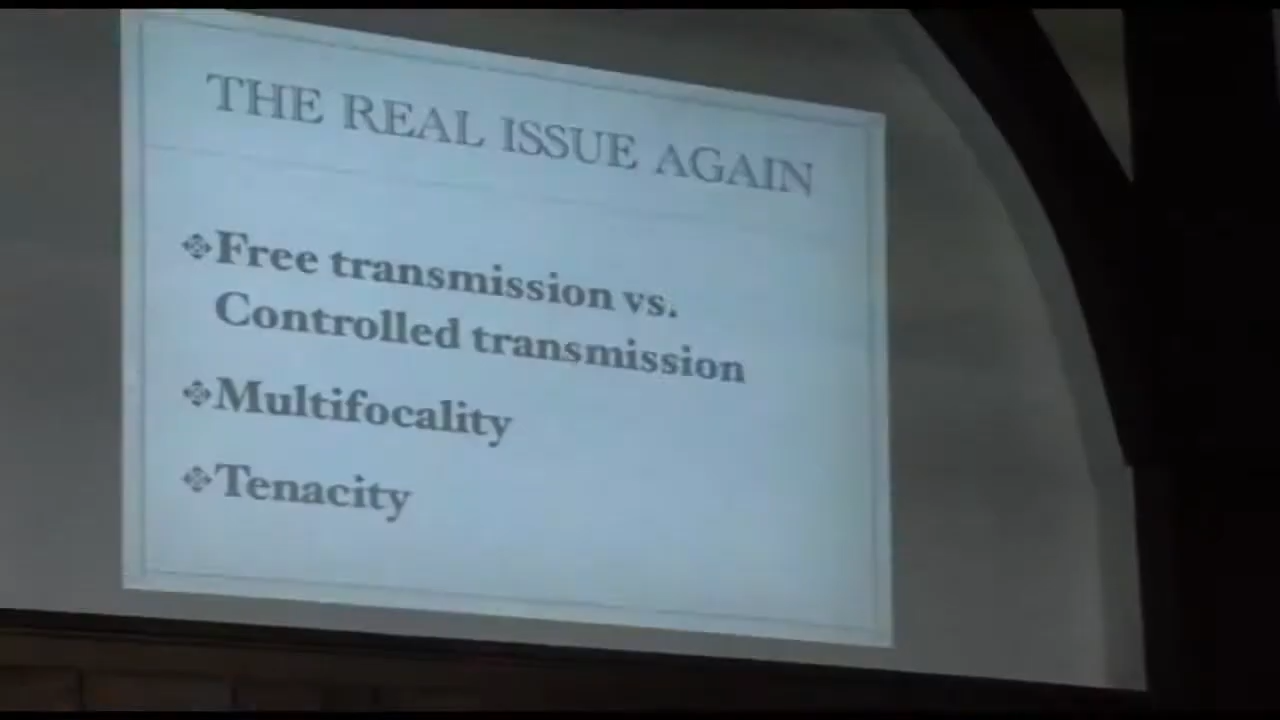 THE REAL ISSUE AGAIN
Free transmission vs.
Controlled transmission
Multifocality
Tenacity